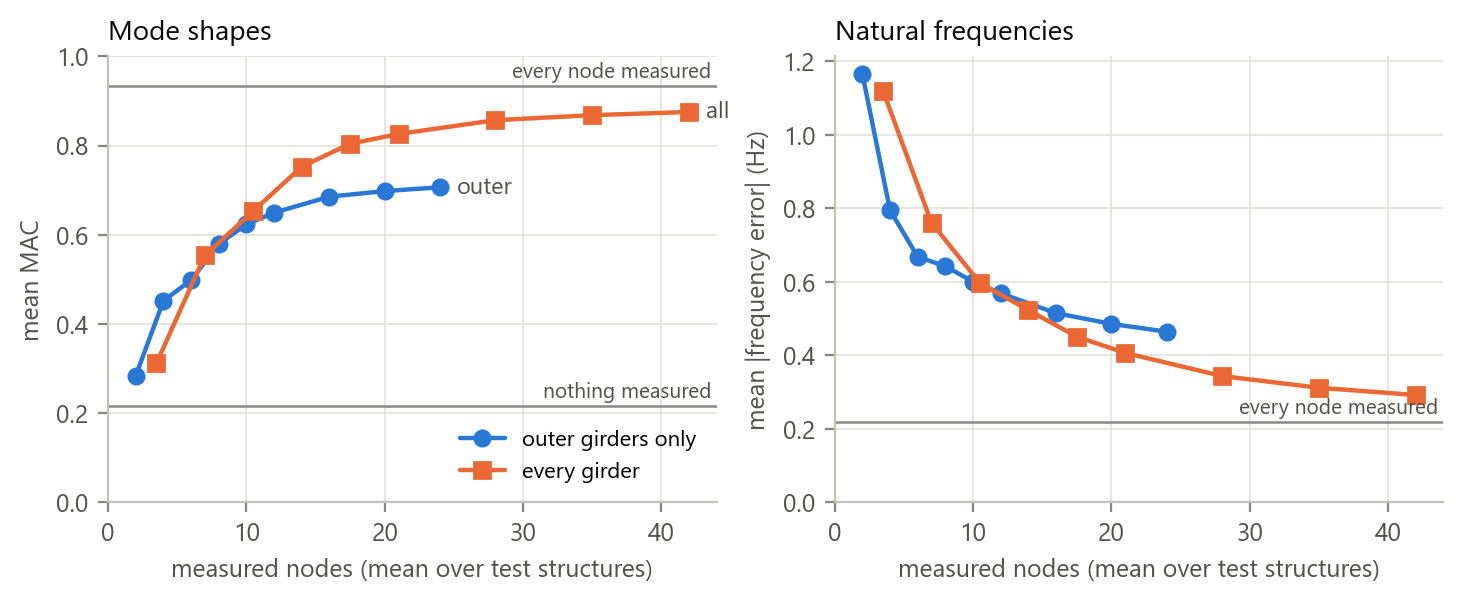 Mode shapes
1.0
0.8
0.6
0.4
0.2
0.0
mean MAC
every node measured
all
outer
nothing measured
outer girders only
every girder
0 10 20 30 40
measured nodes (mean over test structures)
Natural frequencies
1.2
1.0
0.8
0.6
0.4
0.2
0.0
mean |frequency error| (Hz)
every node measured
0 10 20 30 40
measured nodes (mean over test structures)